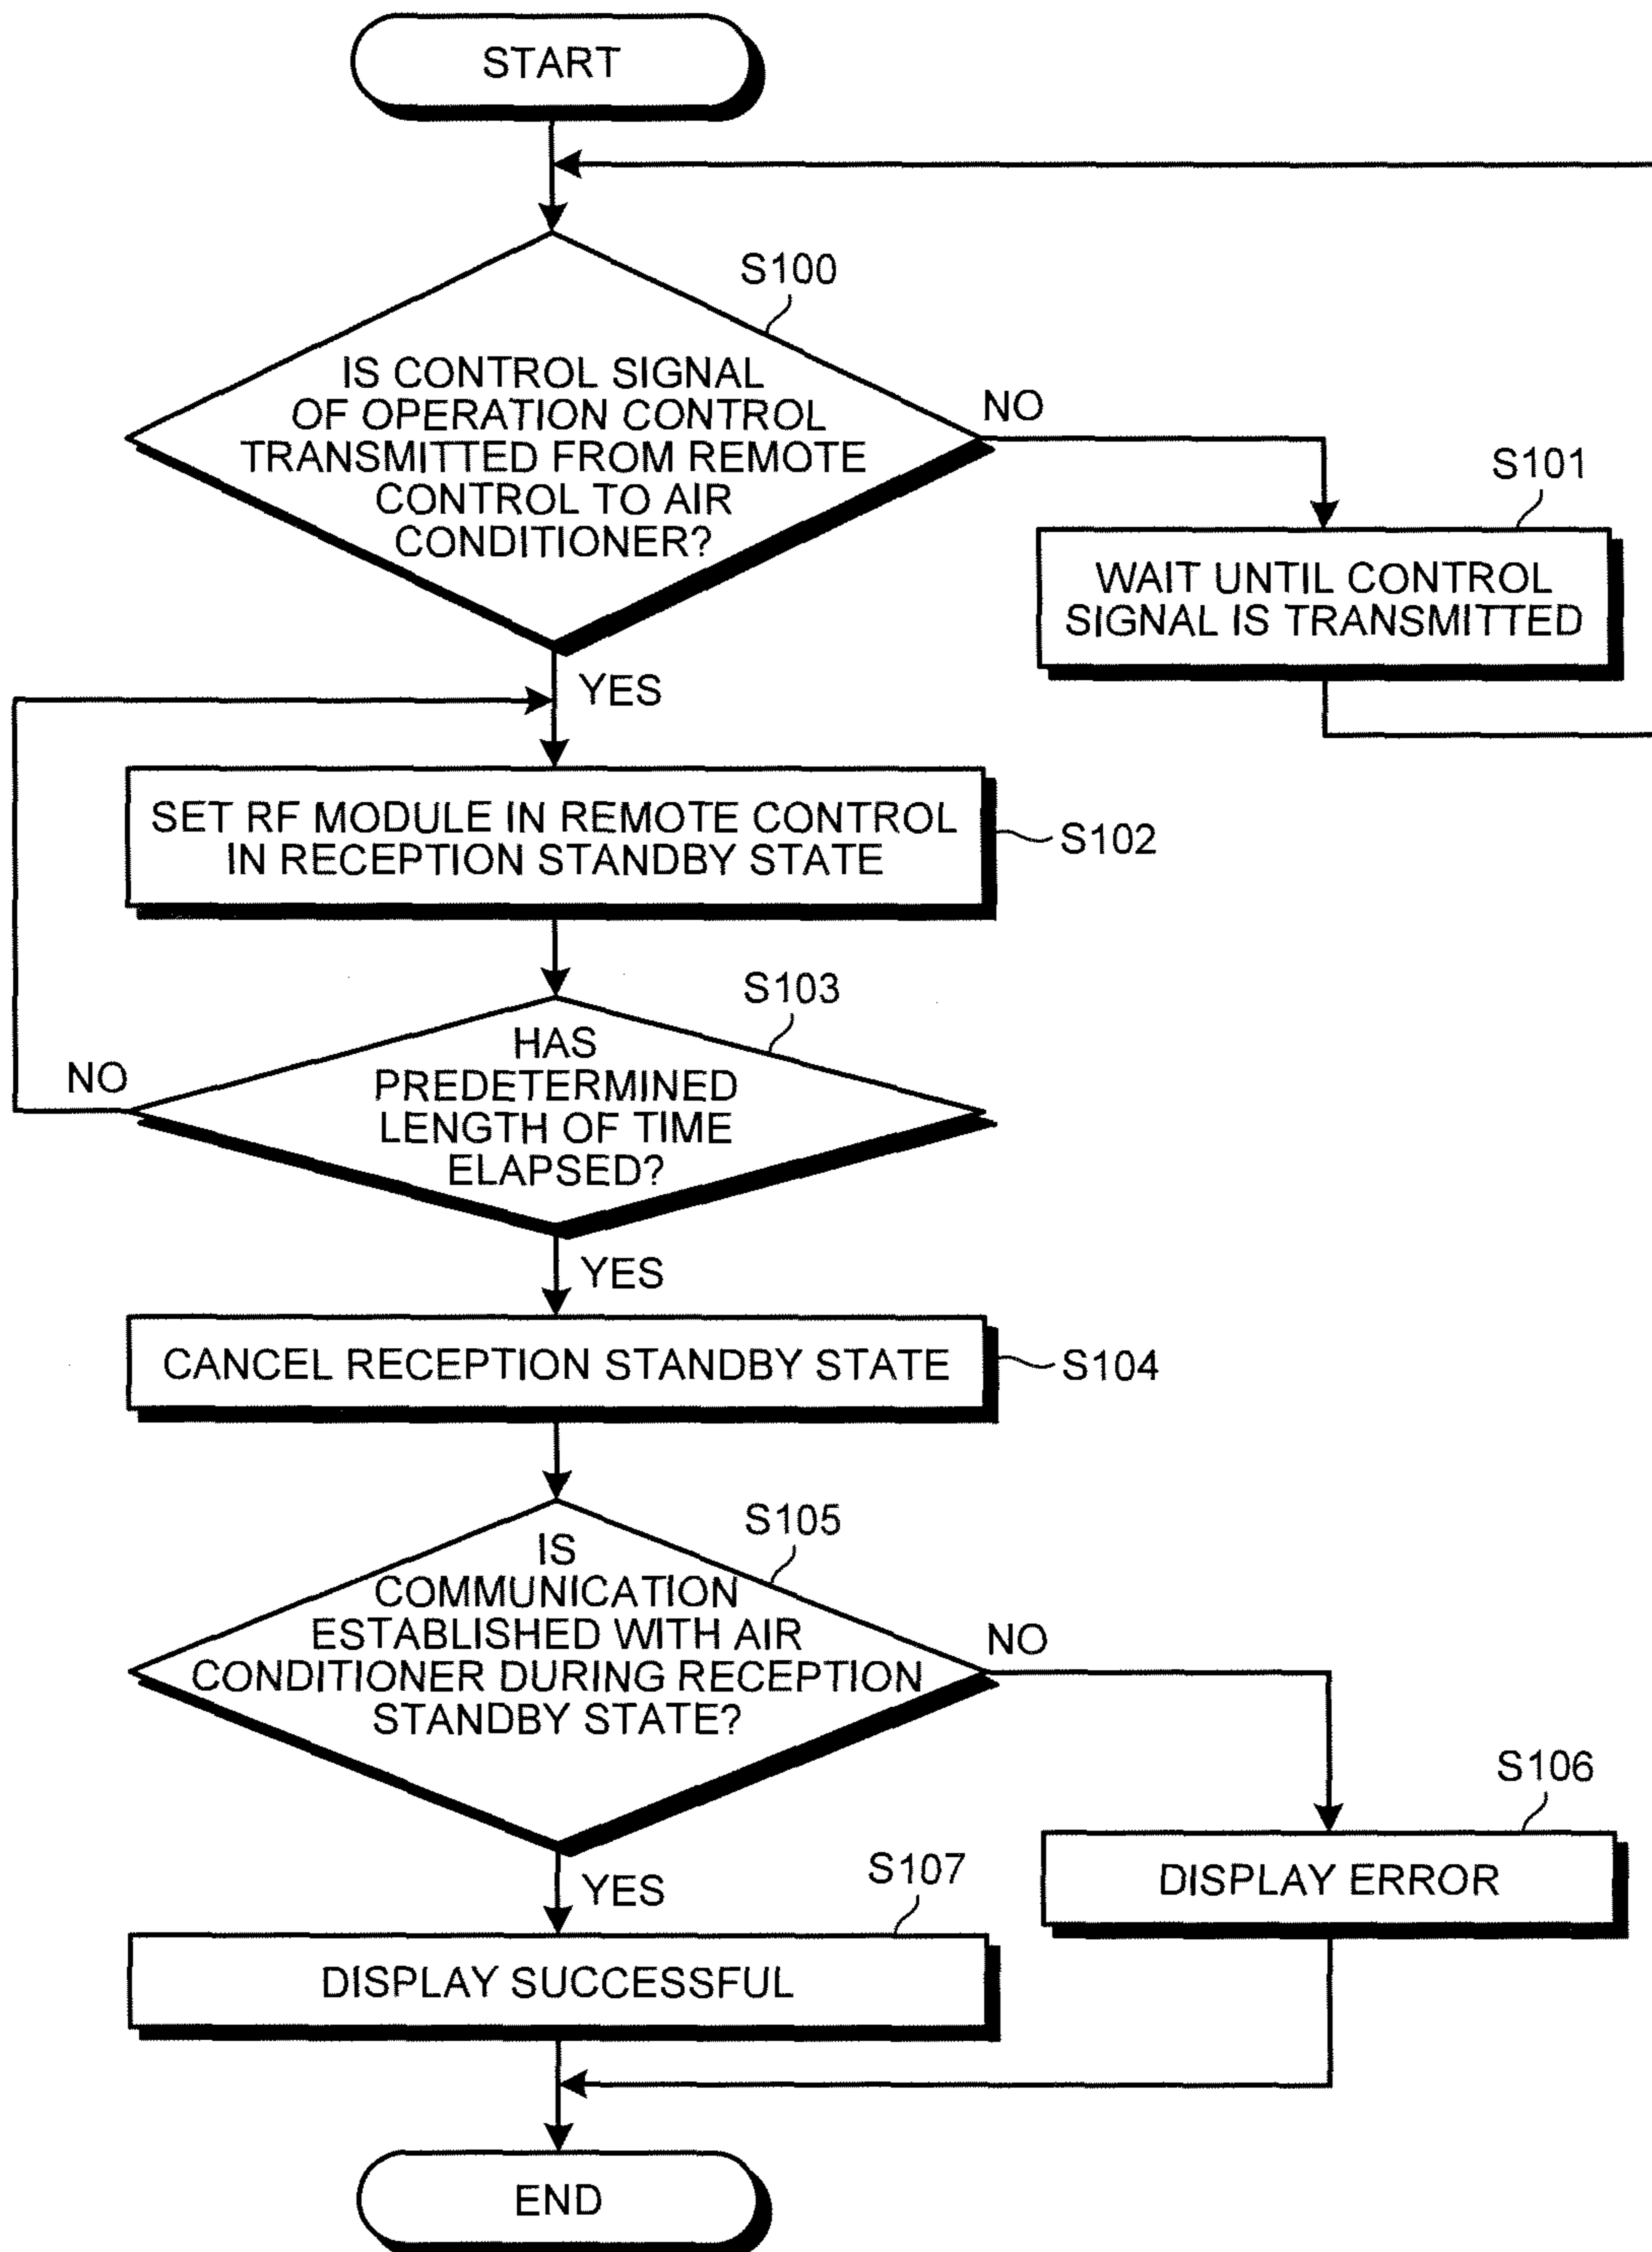 START
S100
IS CONTROL SIGNAL
OF OPERATION CONTROL
TRANSMITTED FROM REMOTE
CONTROL TO AIR
CONDITIONER?
NO
S101
WAIT UNTIL CONTROL
SIGNAL IS TRANSMITTED
YES
SET RF MODULE IN REMOTE CONTROL
IN RECEPTION STANDBY STATE
S102
S103
HAS
PREDETERMINED
LENGTH OF TIME
ELAPSED?
NO
YES
CANCEL RECEPTION STANDBY STATE
S104
S105
IS
COMMUNICATION
ESTABLISHED WITH AIR
CONDITIONER DURING RECEPTION
STANDBY STATE?
NO
S106
DISPLAY ERROR
YES
S107
DISPLAY SUCCESSFUL
END